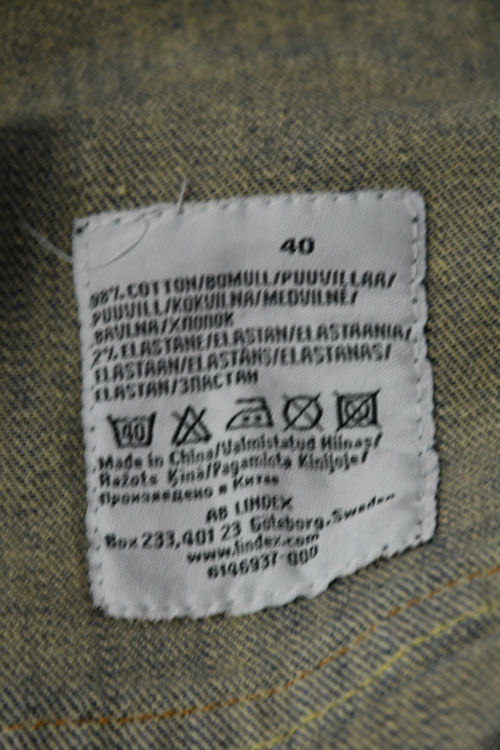 40
98% COTTON/BOMULL/PUUVILLAA/
PUUVILL/KOKVILNA/MEDVILNE/
BAVLNA/ХЛОПОК
2% ELASTANE/ELASTAN/ELASTAANIA/
ELASTAAN/ELASTĀNS/ELASTANAS/
ELASTAN/ЭЛАСТАН
40
Made in China/Valmistatud Hiinas/
Ražots Ķīnā/Pagaminta Kinijoje/
Произведено в Китае
AB LINDEX
Box 233,401 23 Göteborg.Sweden
www.lindex.com
6146937-000